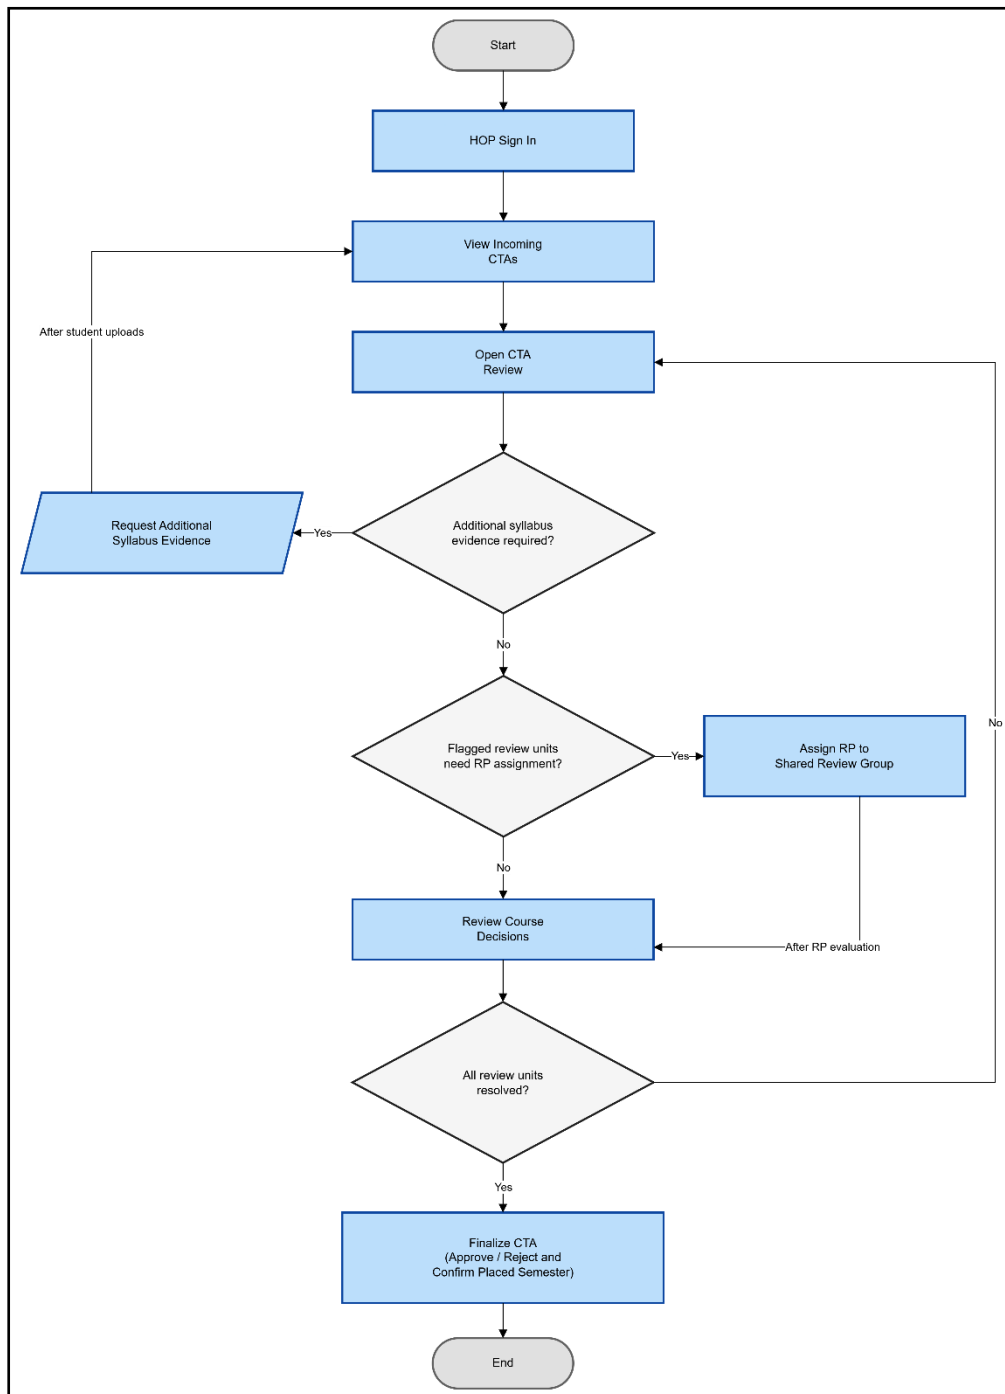 Start
HOP Sign In
View Incoming
CTAs
After student uploads
Open CTA
Review
Request Additional
Syllabus Evidence
Yes
Additional syllabus
evidence required?
No
Flagged review units
need RP assignment?
Yes
Assign RP to
Shared Review Group
No
No
Review Course
Decisions
After RP evaluation
All review units
resolved?
Yes
Finalize CTA
(Approve / Reject and
Confirm Placed Semester)
End